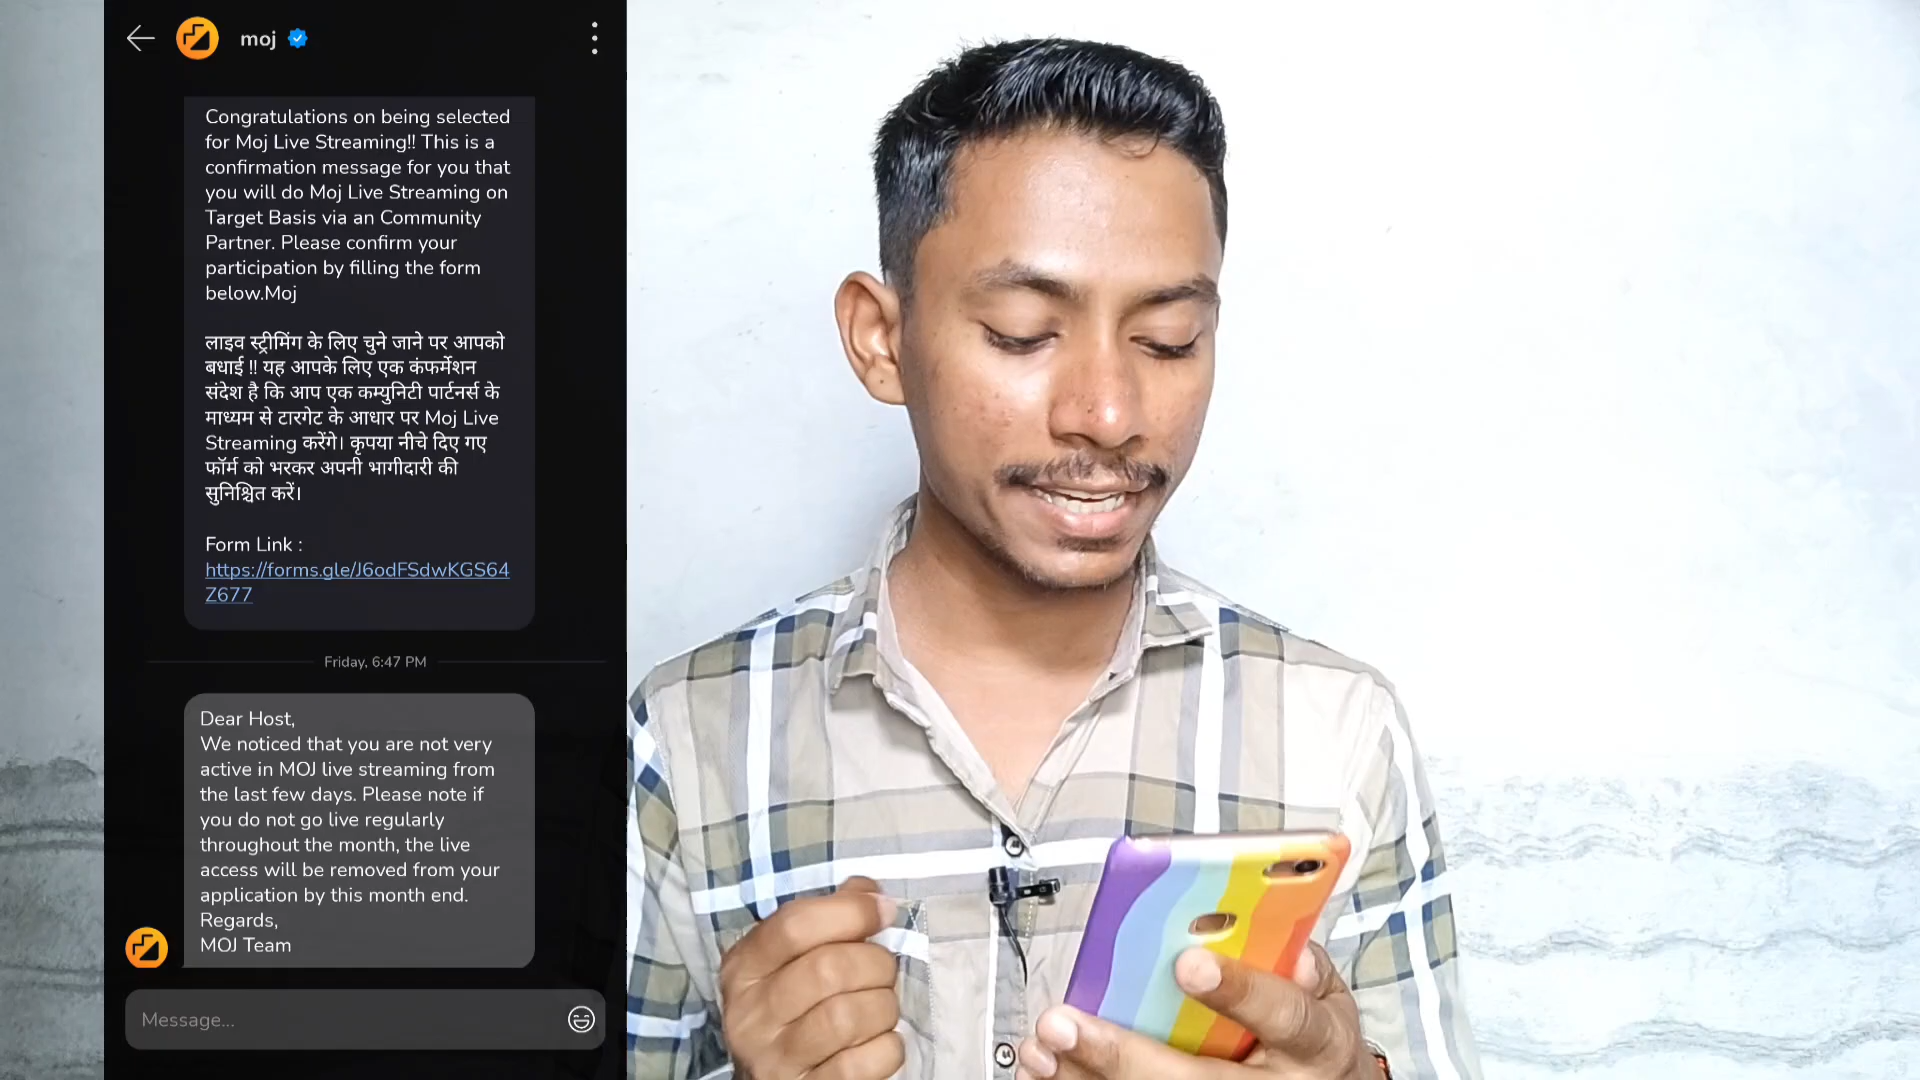 moj
Congratulations on being selected
for Moj Live Streaming!! This is a
confirmation message for you that
you will do Moj Live Streaming on
Target Basis via an Community
Partner. Please confirm your
participation by filling the form
below.Moj
लाइव स्ट्रीमिंग के लिए चुने जाने पर आपको
बधाई !! यह आपके लिए एक कंफर्मेशन
संदेश है कि आप एक कम्युनिटी पार्टनर्स के
माध्यम से टारगेट के आधार पर Moj Live
Streaming करेंगे। कृपया नीचे दिए गए
फॉर्म को भरकर अपनी भागीदारी की
सुनिश्चित करें।
Form Link :
https://forms.gle/J6odFSdwKGS64
Z677
Friday, 6:47 PM
Dear Host,
We noticed that you are not very
active in MOJ live streaming from
the last few days. Please note if
you do not go live regularly
throughout the month, the live
access will be removed from your
application by this month end.
Regards,
MOJ Team
Message...